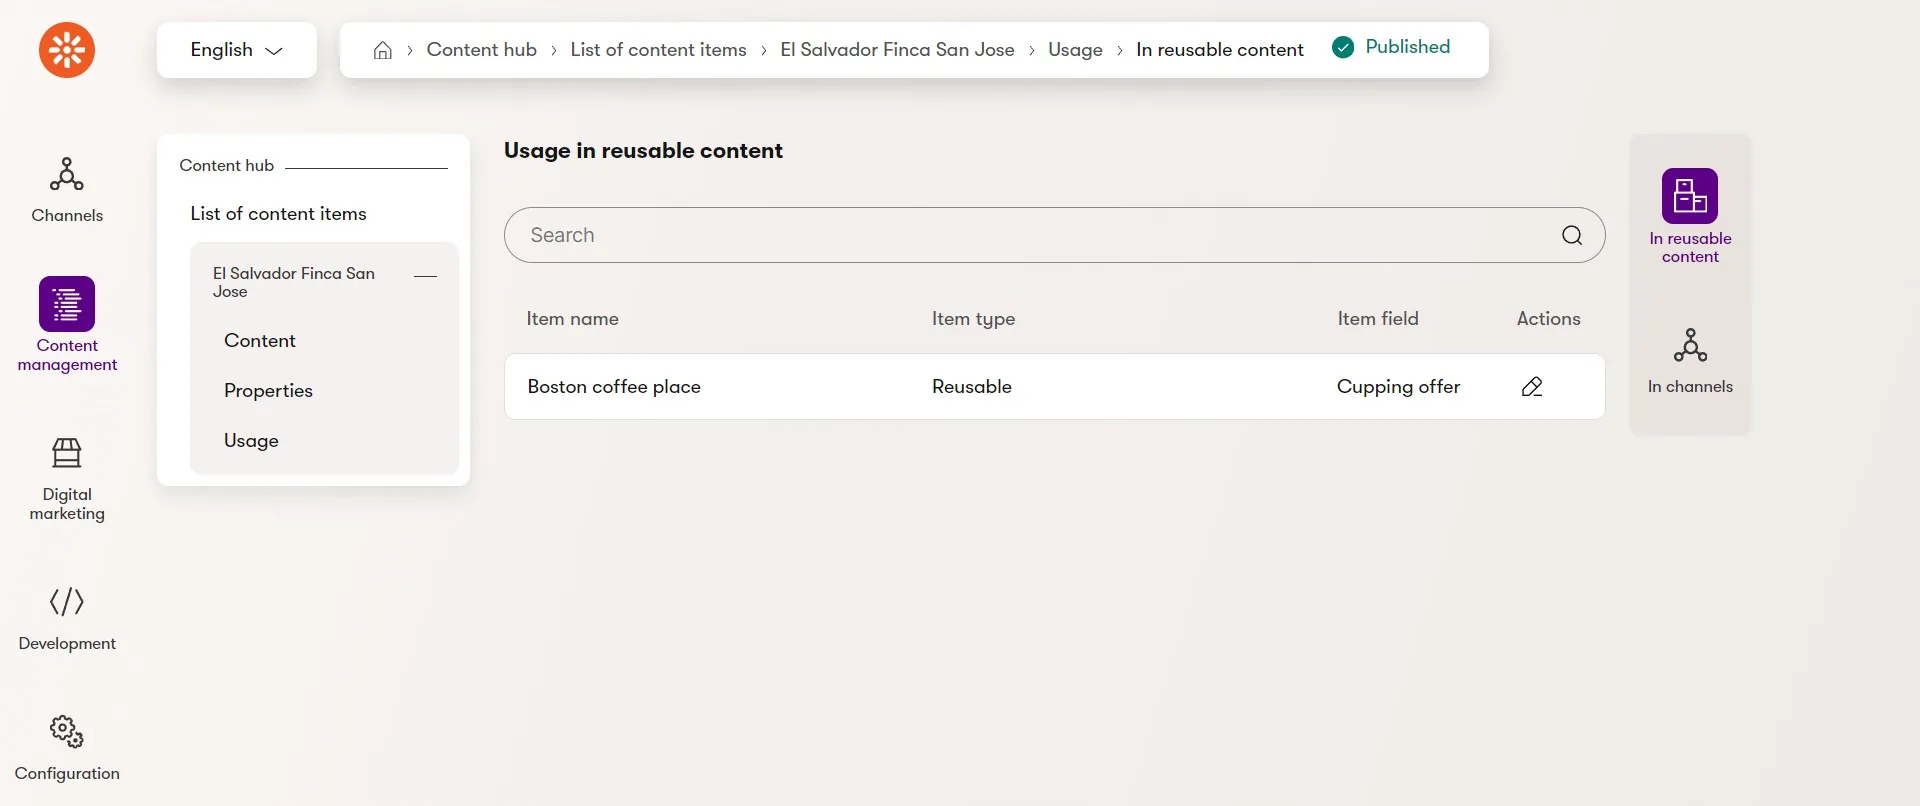 English
Content hub
List of content items
El Salvador Finca San Jose
Usage
In reusable content
Published
Channels
Content
management
Digital
marketing
Development
Configuration
Content hub
List of content items
El Salvador Finca San
Jose
Content
Properties
Usage
Usage in reusable content
Search
Item name
Item type
Item field
Actions
Boston coffee place
Reusable
Cupping offer
In reusable
content
In channels